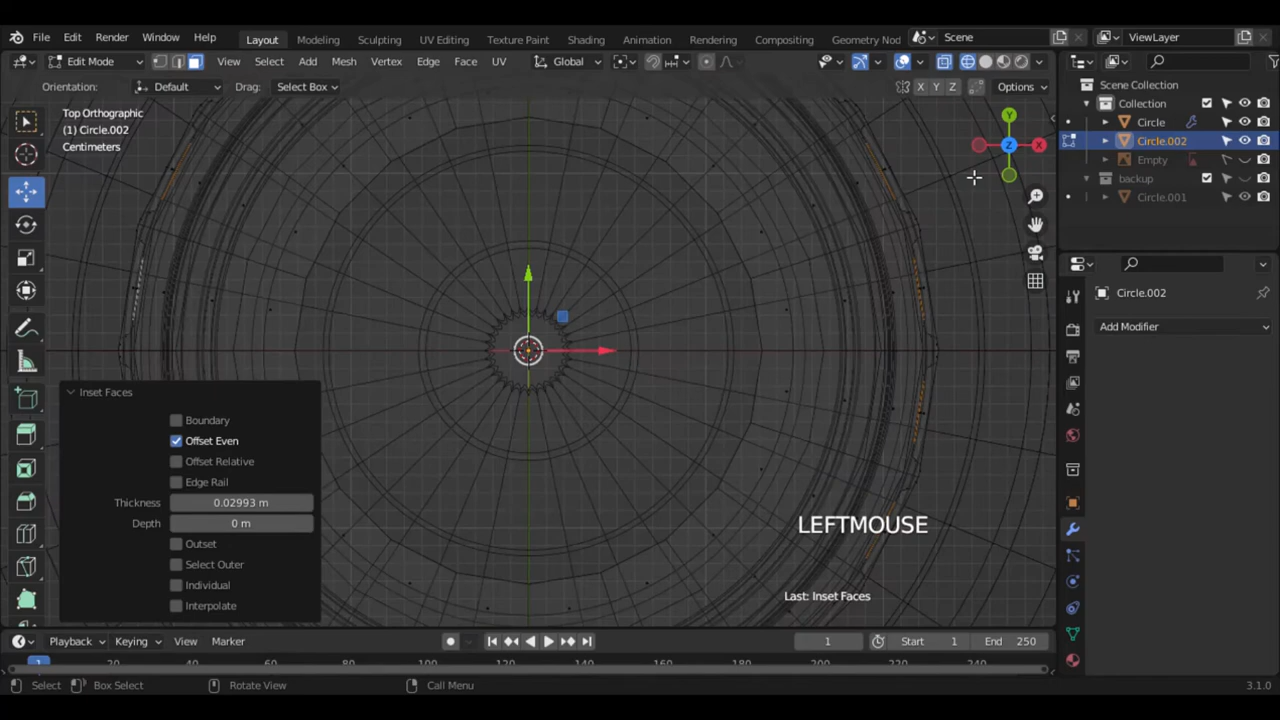 File Edit Render Window Help Layout Modeling Sculpting UV Editing Texture Paint Shading Animation Rendering Compositing Geometry Nod Scene ViewLayer
Edit Mode View Select Add Mesh Vertex Edge Face UV Global
Orientation: Default Drag: Select Box X Y Z Options
Scene Collection
Collection
Circle
Circle.002
Empty
backup
Circle.001
Top Orthographic
(1) Circle.002
Centimeters
Y
Z X
Circle.002
Add Modifier
Inset Faces
Boundary
Offset Even
Offset Relative
Edge Rail
Thickness 0.02993 m
Depth 0 m
Outset
Select Outer
Individual
Interpolate
LEFTMOUSE
Last: Inset Faces
Playback Keying View Marker 1 Start 1 End 250
1 20 40 60 80 100 120 140 160 180 200 220 240
Select Box Select Rotate View Call Menu 3.1.0